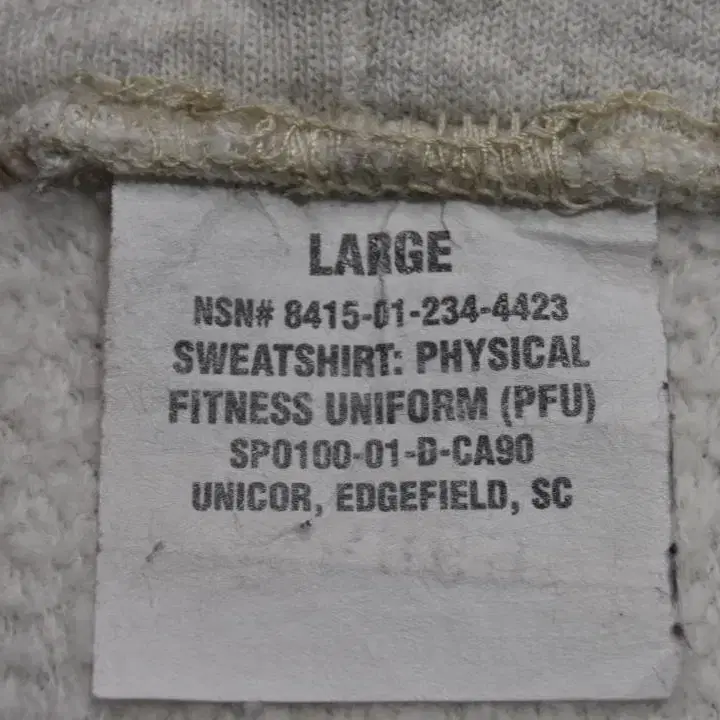 LARGE
NSN# 8415-01-234-4423
SWEATSHIRT: PHYSICAL
FITNESS UNIFORM (PFU)
SP0100-01-D-CA90
UNICOR, EDGEFIELD, SC